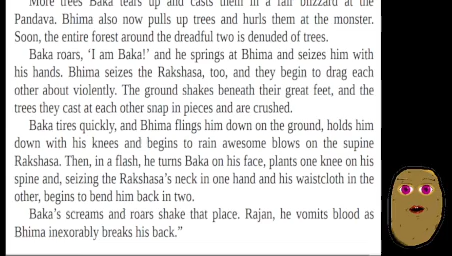 More trees Baka tears up and casts them in a fell blizzard at the
Pandava. Bhima also now pulls up trees and hurls them at the monster.
Soon, the entire forest around the dreadful two is denuded of trees.
Baka roars, ‘I am Baka!’ and he springs at Bhima and seizes him with
his hands. Bhima seizes the Rakshasa, too, and they begin to drag each
other about violently. The ground shakes beneath their great feet, and the
trees they cast at each other snap in pieces and are crushed.
Baka tires quickly, and Bhima flings him down on the ground, holds him
down with his knees and begins to rain awesome blows on the supine
Rakshasa. Then, in a flash, he turns Baka on his face, plants one knee on his
spine and, seizing the Rakshasa’s neck in one hand and his waistcloth in the
other, begins to bend him back in two.
Baka’s screams and roars shake that place. Rajan, he vomits blood as
Bhima inexorably breaks his back.”